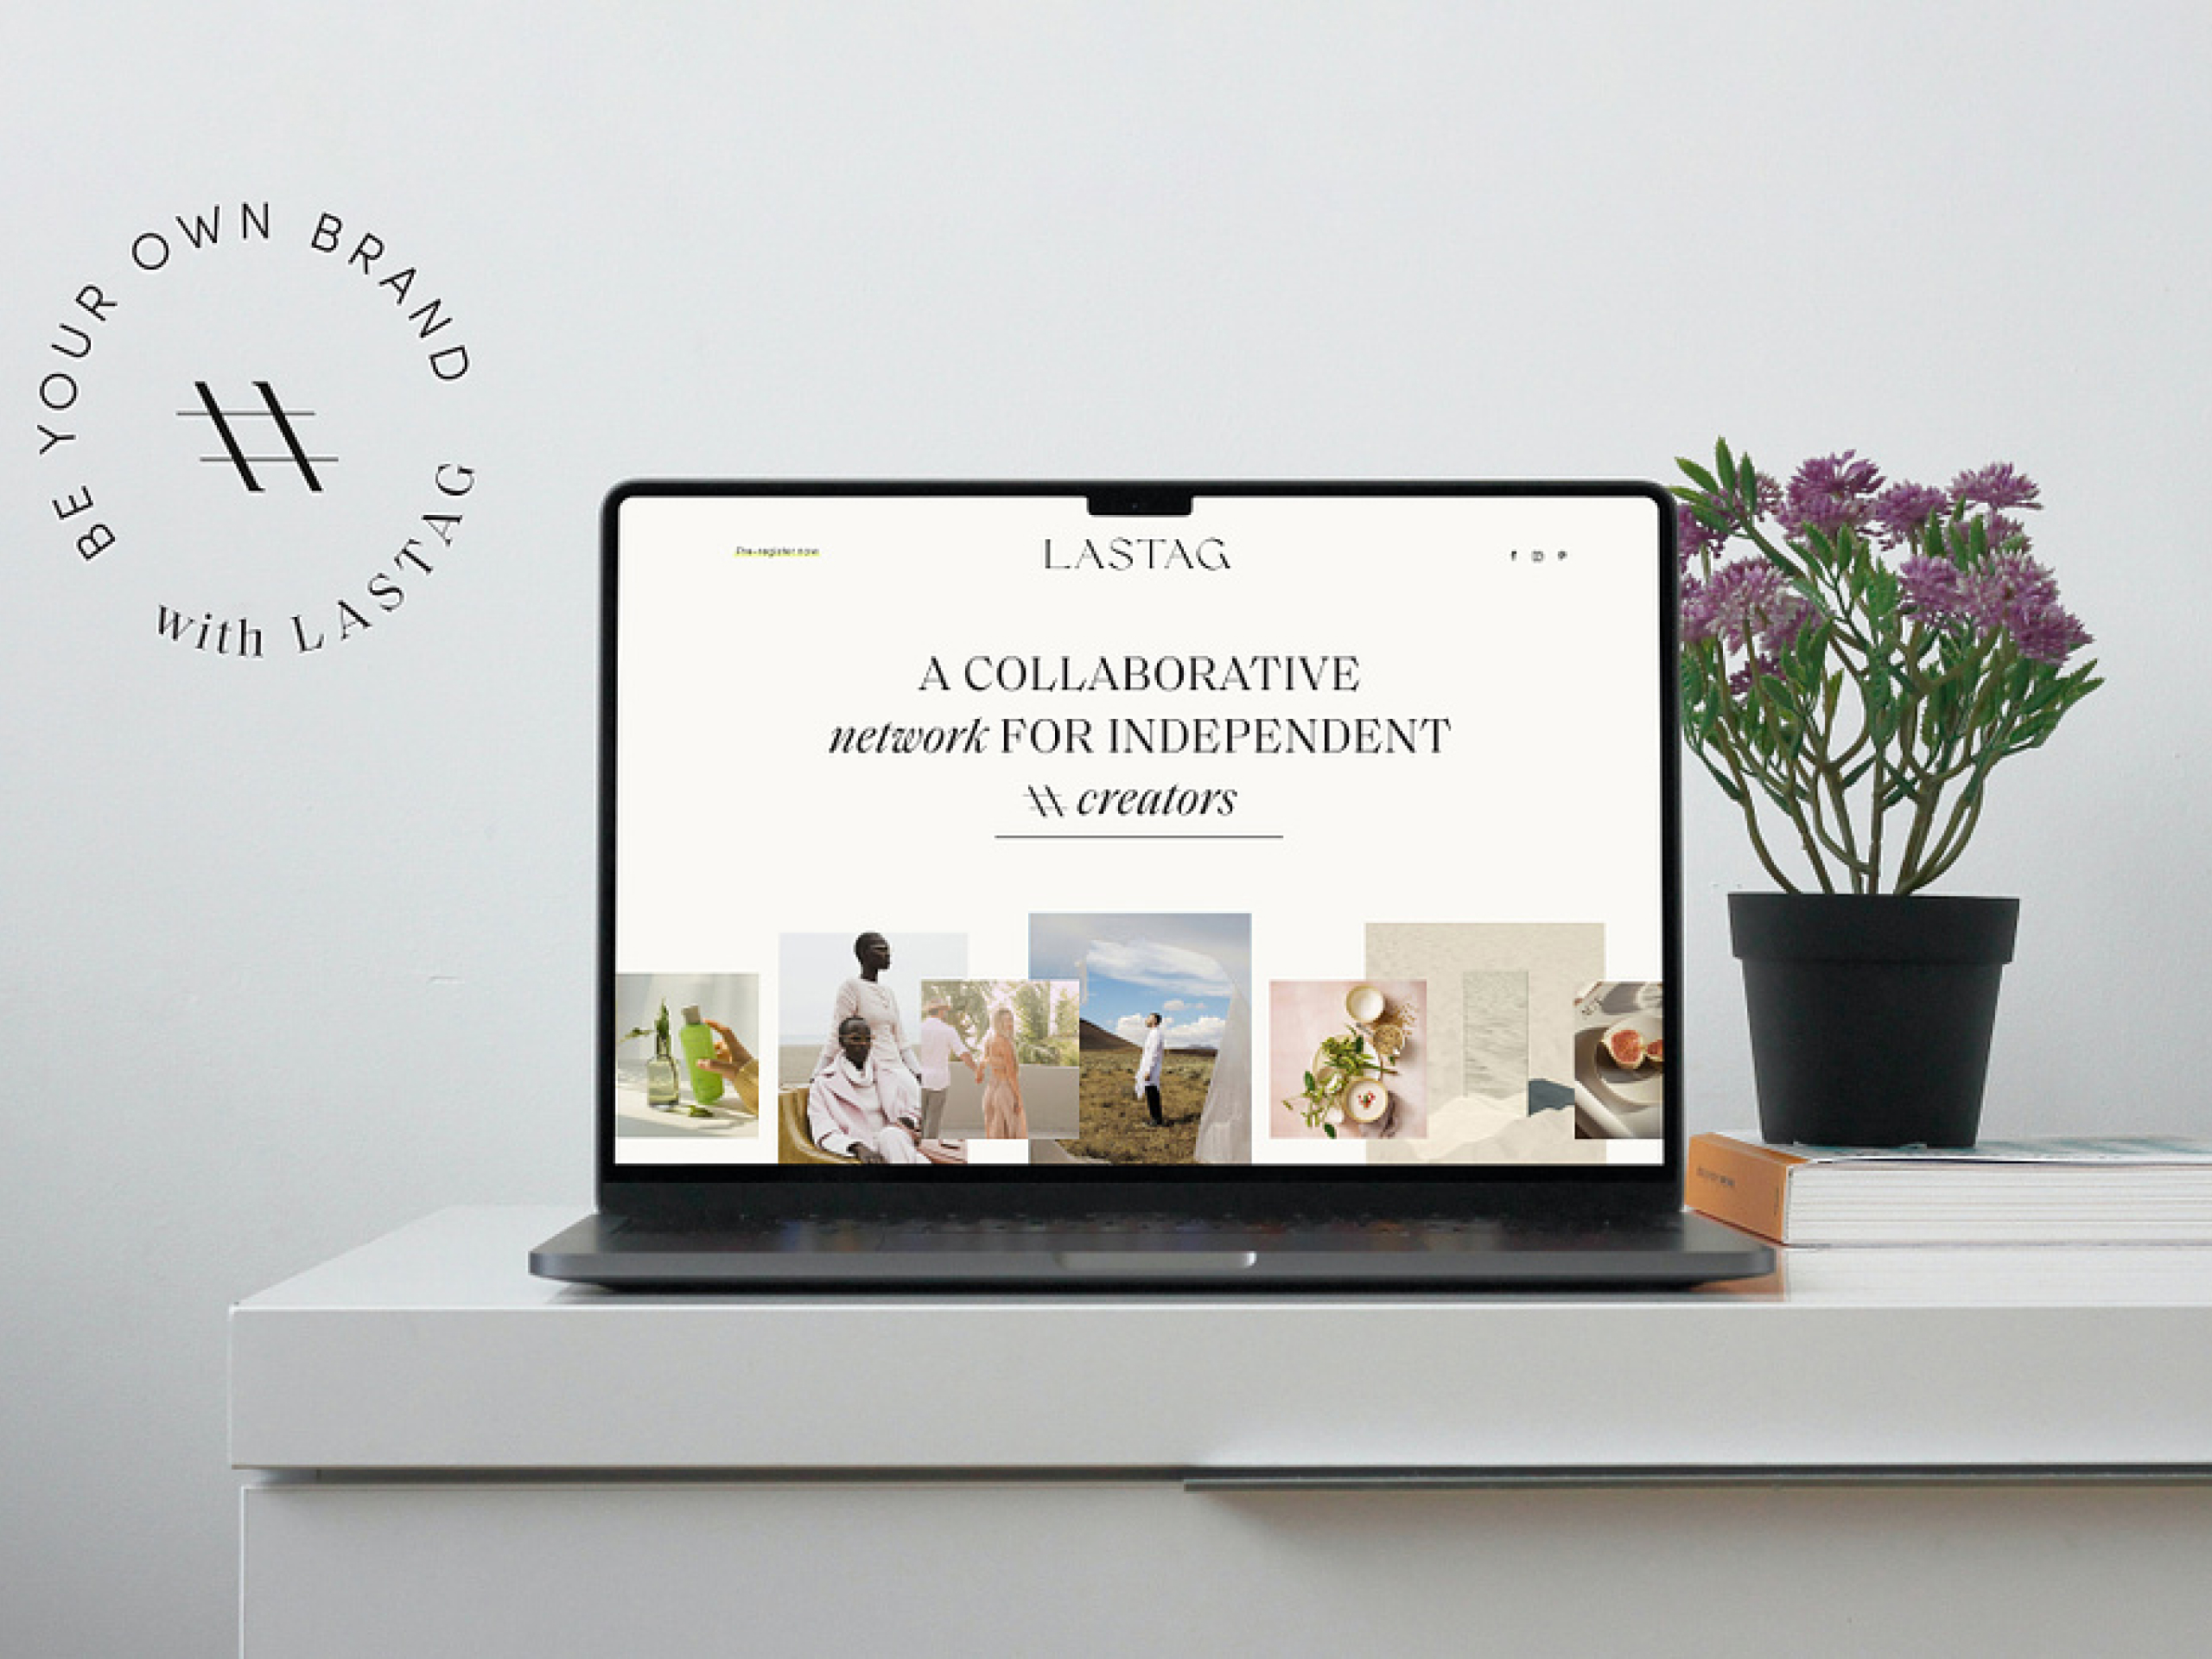 BE YOUR OWN BRAND
with LASTAG
Pre-register now
LASTAG
A COLLABORATIVE
network FOR INDEPENDENT
# creators